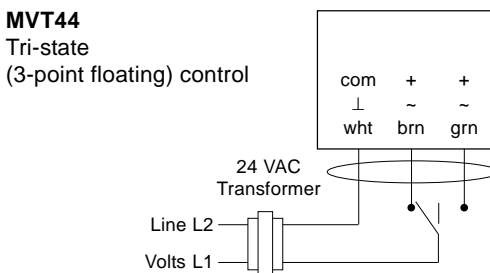 MVT44
Tri-state
(3-point floating) control
com + +
⊥ ~ ~
wht brn grn
24 VAC
Transformer
Line L2
Volts L1